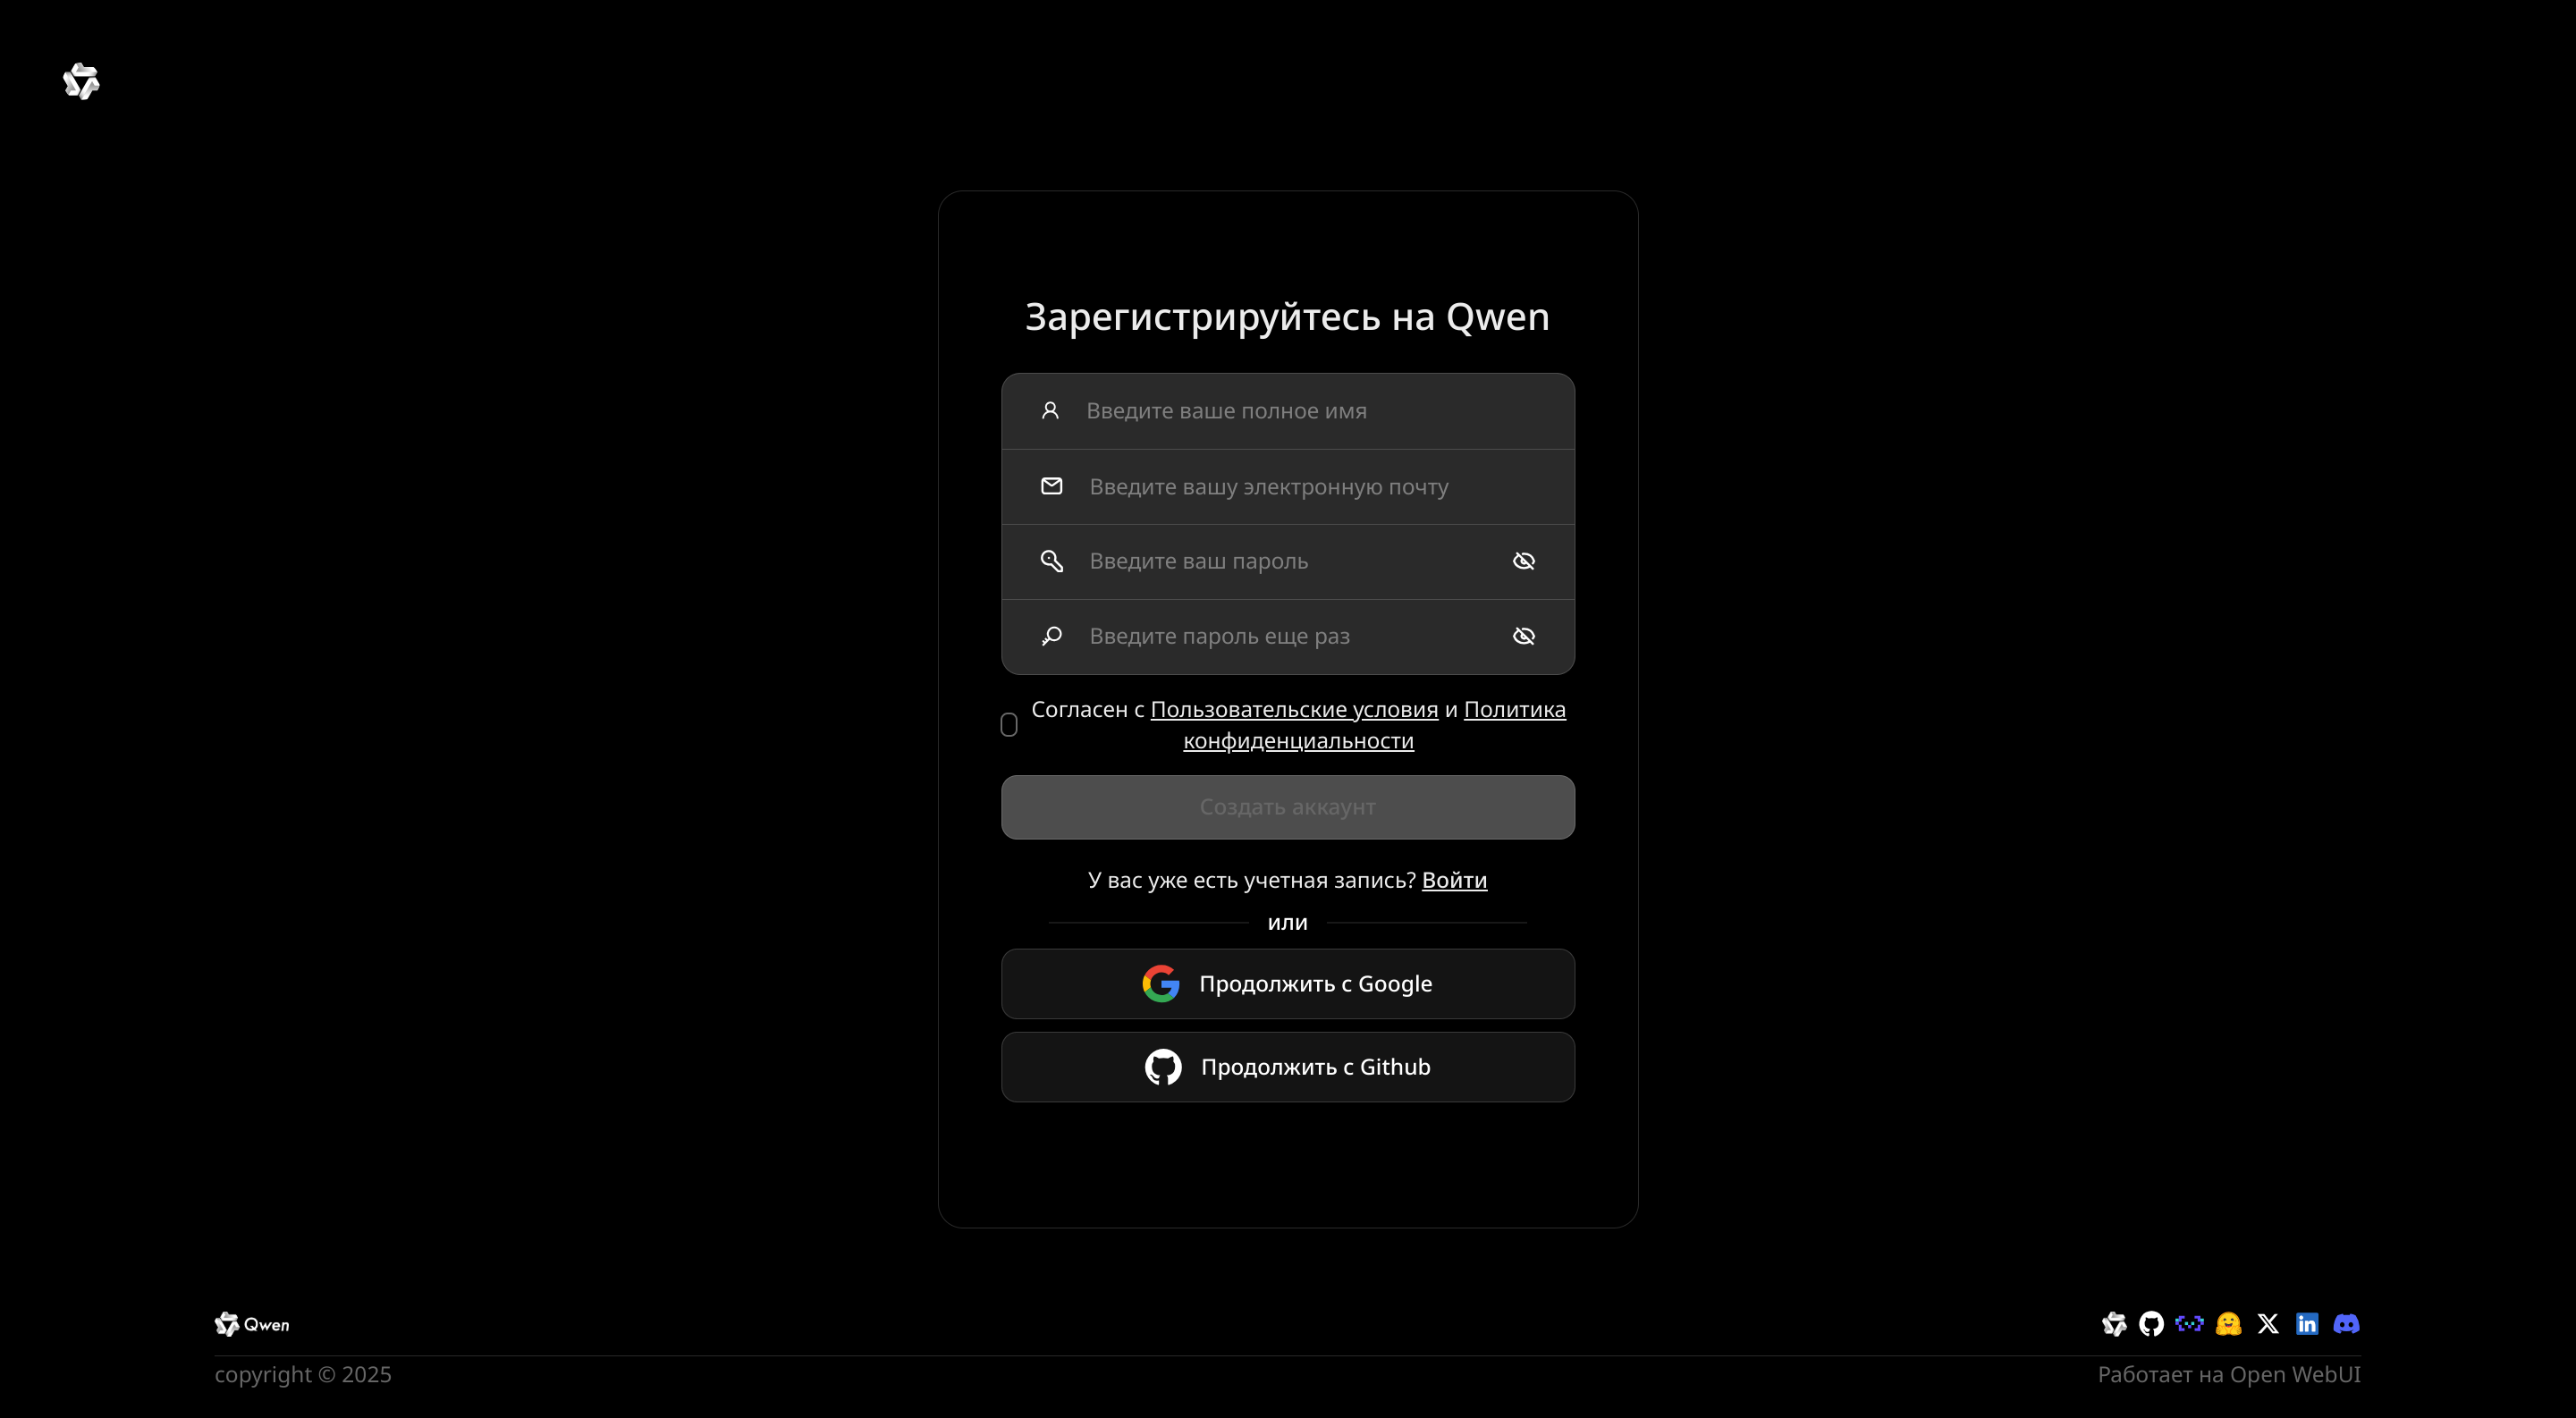 Зарегистрируйтесь на Qwen
Введите ваше полное имя
Введите вашу электронную почту
Введите ваш пароль
Введите пароль еще раз
Согласен с Пользовательские условия и Политика
конфиденциальности
Создать аккаунт
У вас уже есть учетная запись? Войти
или
Продолжить с Google
Продолжить с Github
Qwen
copyright © 2025
Работает на Open WebUI